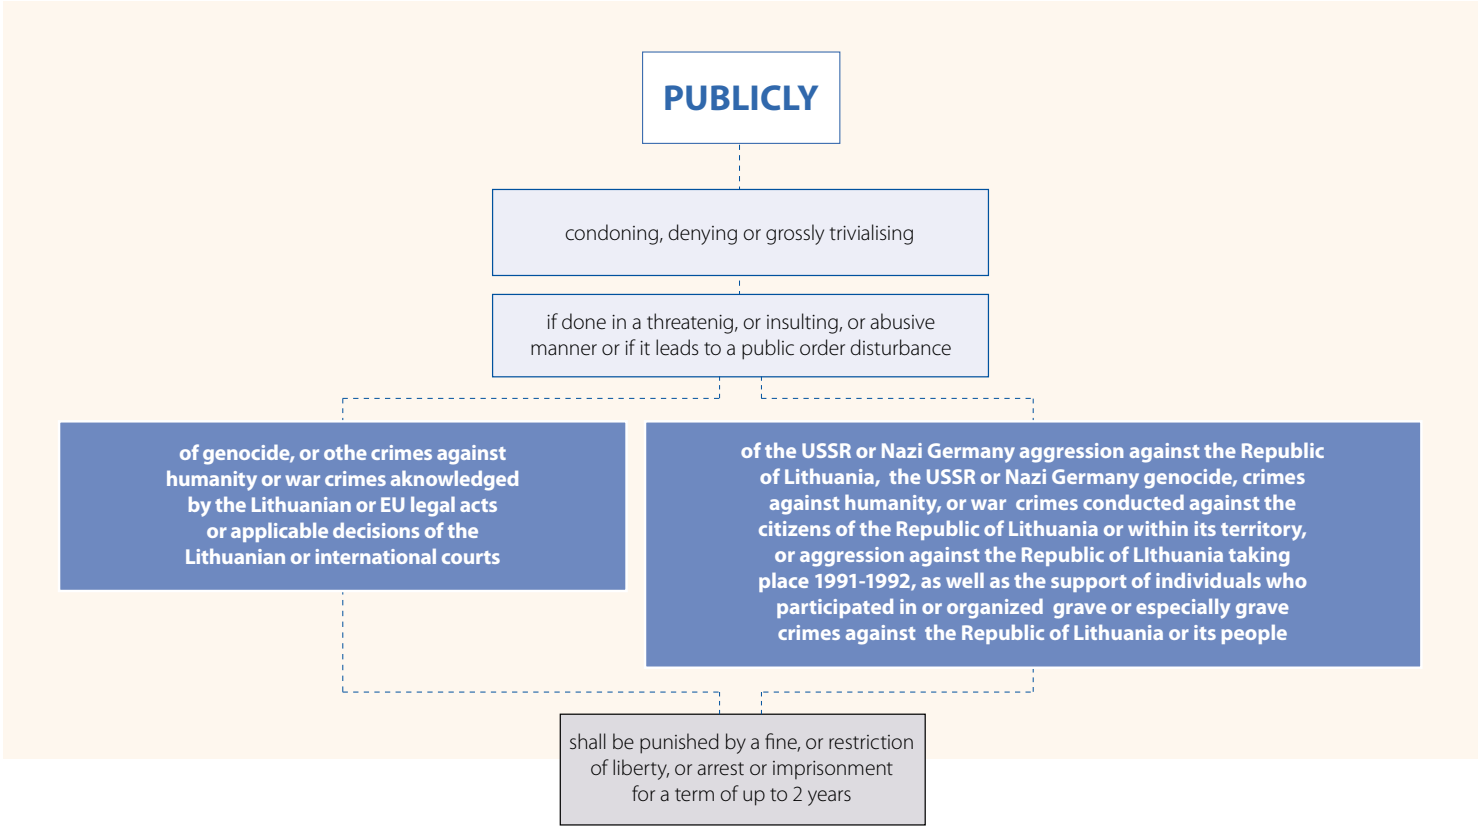 PUBLICLY
condoning, denying or grossly trivialising
if done in a threatenig, or insulting, or abusive
manner or if it leads to a public order disturbance
of genocide, or othe crimes against
humanity or war crimes aknowledged
by the Lithuanian or EU legal acts
or applicable decisions of the
Lithuanian or international courts
of the USSR or Nazi Germany aggression against the Republic
of Lithuania, the USSR or Nazi Germany genocide, crimes
against humanity, or war crimes conducted against the
citizens of the Republic of Lithuania or within its territory,
or aggression against the Republic of LIthuania taking
place 1991-1992, as well as the support of individuals who
participated in or organized grave or especially grave
crimes against the Republic of Lithuania or its people
shall be punished by a fine, or restriction
of liberty, or arrest or imprisonment
for a term of up to 2 years